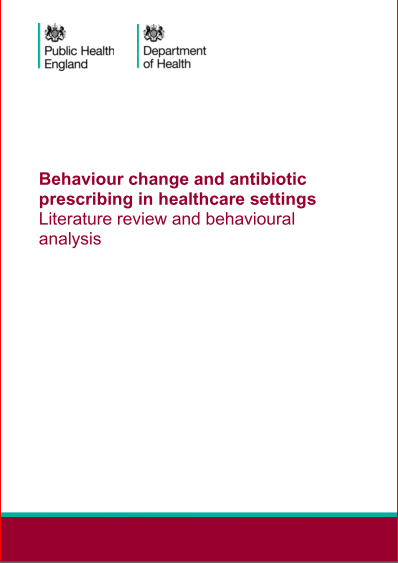 Public Health
England
Department
of Health
Behaviour change and antibiotic
prescribing in healthcare settings
Literature review and behavioural
analysis